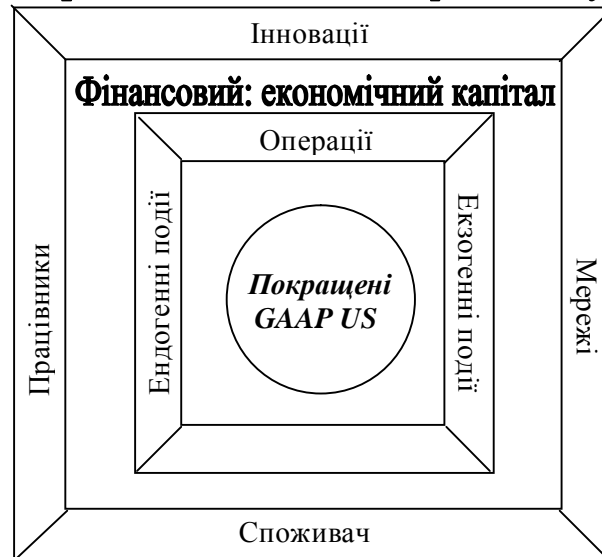 Інновації
Фінансовий: економічний капітал
Операції
Працівники
Ендогенні події
Покращені
GAAP US
Екзогенні події
Мережі
Споживач